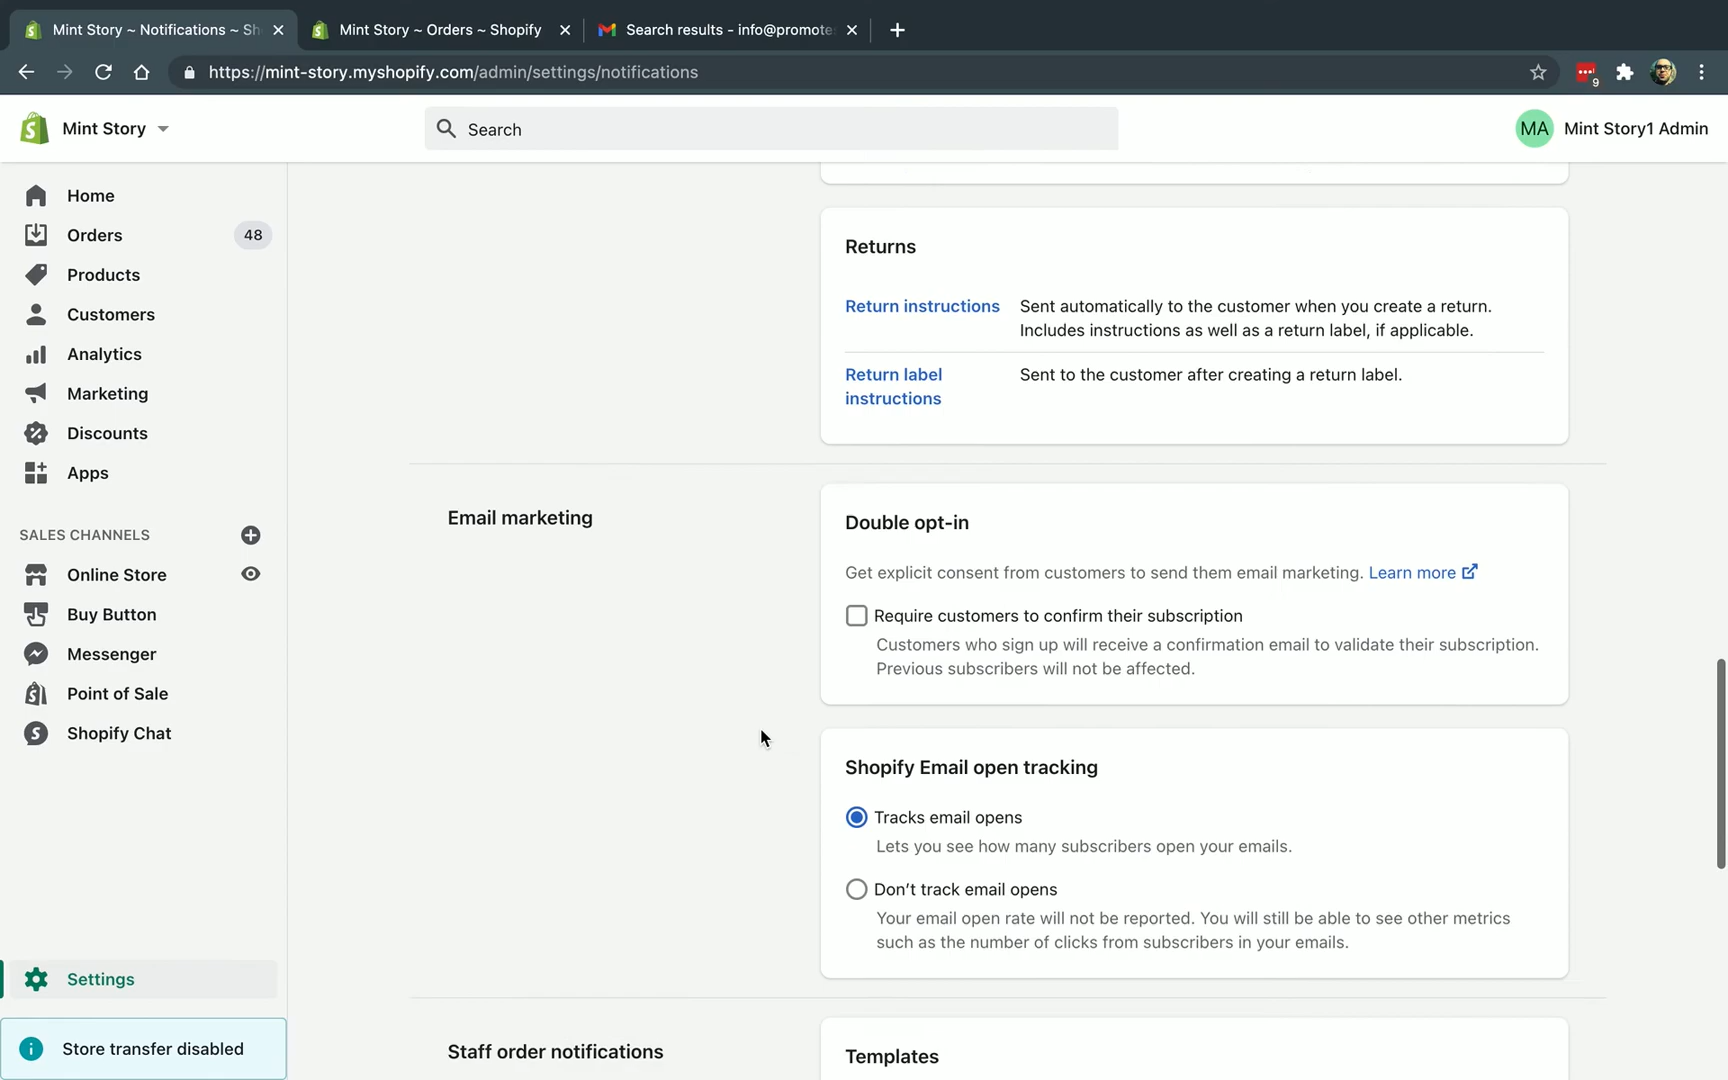 Mint Story ~ Notifications ~ Sh
Mint Story ~ Orders ~ Shopify
Search results - info@promote
https://mint-story.myshopify.com/admin/settings/notifications
9
Mint Story
Search
MA
Mint Story1 Admin
Home
Orders
48
Products
Customers
Analytics
Marketing
Discounts
Apps
SALES CHANNELS
Online Store
Buy Button
Messenger
Point of Sale
Shopify Chat
Settings
Store transfer disabled
Returns
Return instructions
Sent automatically to the customer when you create a return.
Includes instructions as well as a return label, if applicable.
Return label
instructions
Sent to the customer after creating a return label.
Email marketing
Double opt-in
Get explicit consent from customers to send them email marketing. Learn more
Require customers to confirm their subscription
Customers who sign up will receive a confirmation email to validate their subscription.
Previous subscribers will not be affected.
Shopify Email open tracking
Tracks email opens
Lets you see how many subscribers open your emails.
Don’t track email opens
Your email open rate will not be reported. You will still be able to see other metrics
such as the number of clicks from subscribers in your emails.
Staff order notifications
Templates